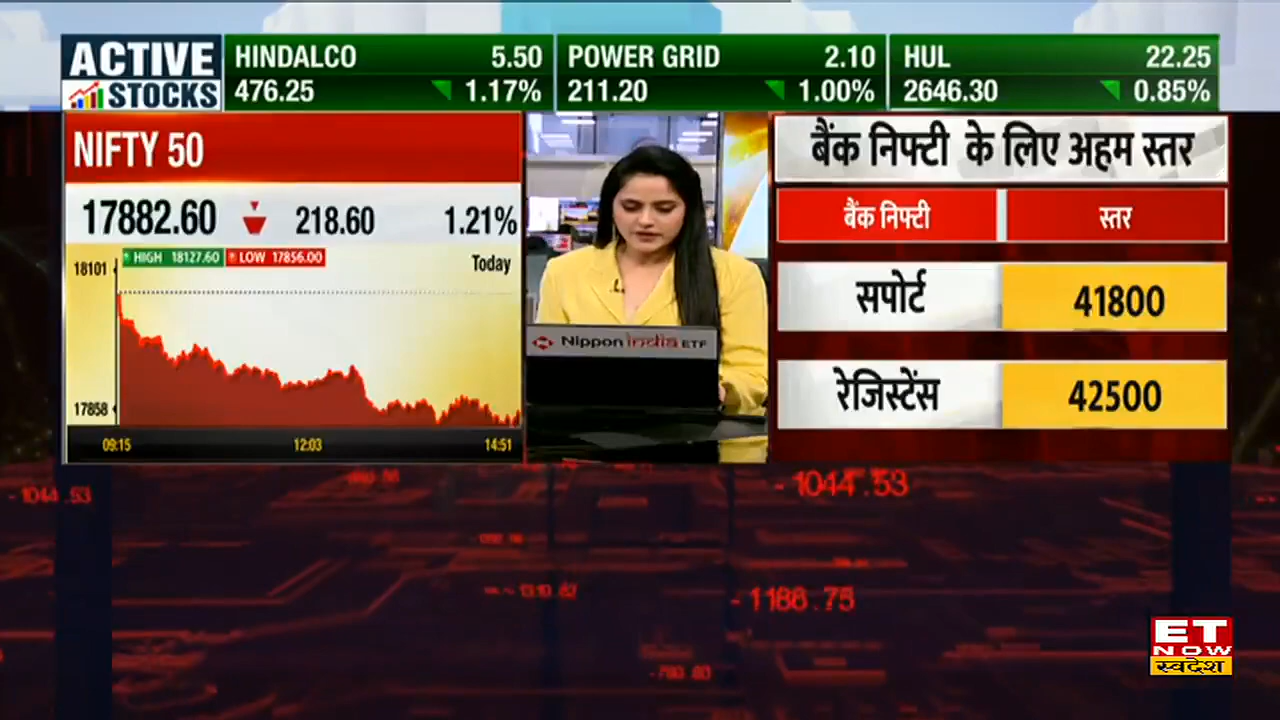 ACTIVE STOCKS
HINDALCO 5.50
476.25 1.17%
POWER GRID 2.10
211.20 1.00%
HUL 22.25
2646.30 0.85%
NIFTY 50
17882.60 218.60 1.21%
HIGH 18127.60 LOW 17856.00
Today
18101
17858
09:15 12:03 14:51
Nippon india ETF
बैंक निफ्टी के लिए अहम स्तर
बैंक निफ्टी स्तर
सपोर्ट 41800
रेजिस्टेंस 42500
-1044.53
-1044.53
-1186.75
ET
NOW
स्वदेश